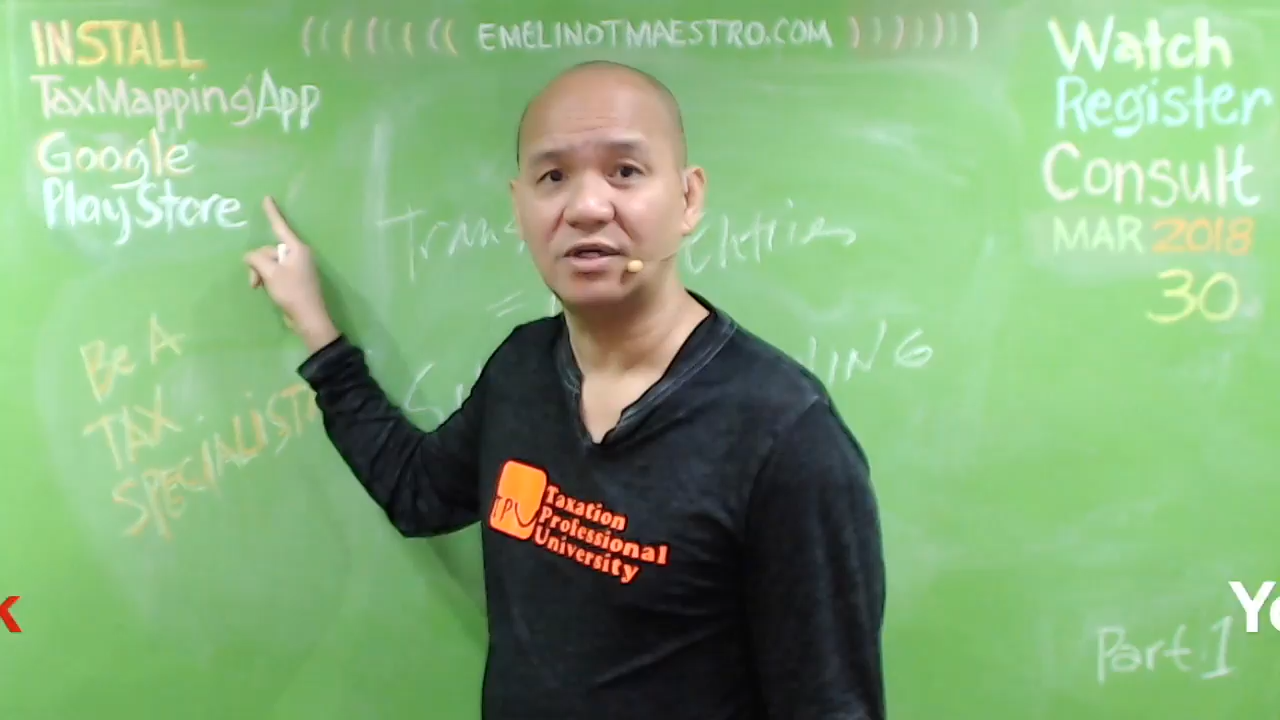 INSTALL
TaxMappingApp
Google
PlayStore
(((((((( EMELINOTMAESTRO.COM ))))))))
Watch
Register
Consult
MAR 2018
30
Entries
=
Be A
TAX
SPECIALIST
TPU
Taxation
Professional
University
Part 1